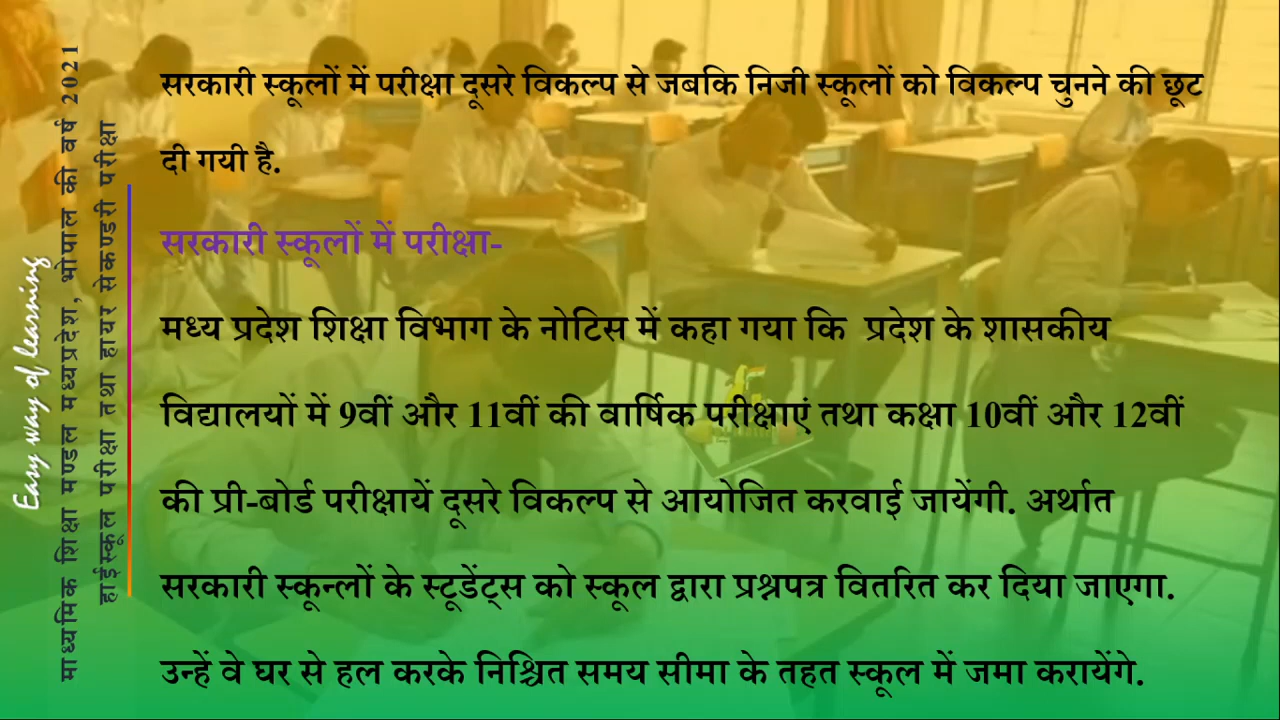 Easy way of learning
माध्यमिक शिक्षा मण्डल मध्यप्रदेश, भोपाल की वर्ष 2021
हाईस्कूल परीक्षा तथा हायर सेकण्डरी परीक्षा
सरकारी स्कूलों में परीक्षा दूसरे विकल्प से जबकि निजी स्कूलों को विकल्प चुनने की छूट
दी गयी है.
सरकारी स्कूलों में परीक्षा-
मध्य प्रदेश शिक्षा विभाग के नोटिस में कहा गया कि प्रदेश के शासकीय
विद्यालयों में 9वीं और 11वीं की वार्षिक परीक्षाएं तथा कक्षा 10वीं और 12वीं
की प्री-बोर्ड परीक्षायें दूसरे विकल्प से आयोजित करवाई जायेंगी. अर्थात
सरकारी स्कून्लों के स्टूडेंट्स को स्कूल द्वारा प्रश्नपत्र वितरित कर दिया जाएगा.
उन्हें वे घर से हल करके निश्चित समय सीमा के तहत स्कूल में जमा करायेंगे.